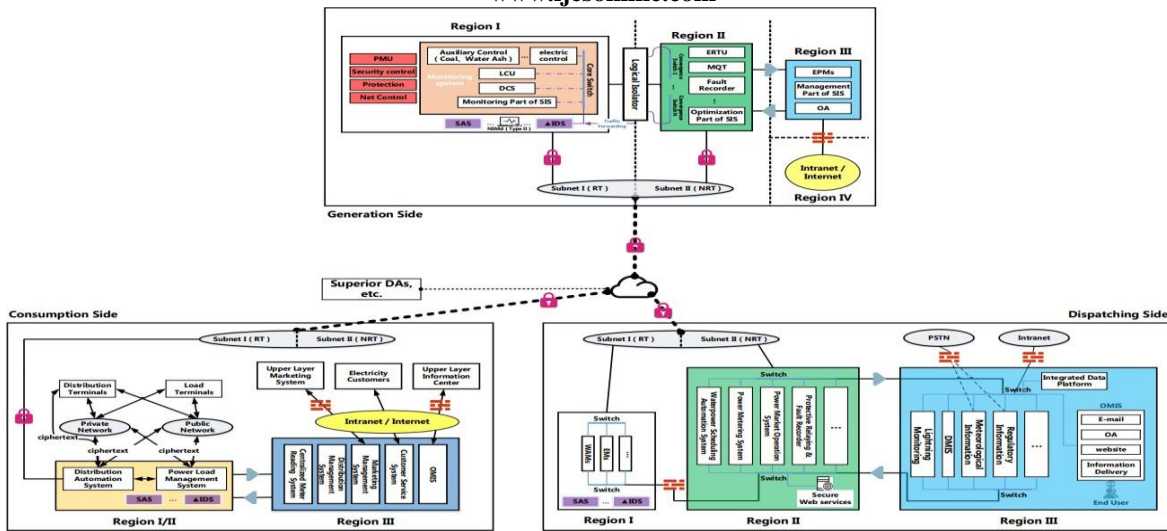 www.ijcsonline.com
Region I
Region II
Region III
PMU
Security control
Protection
Net Control
Auxiliary Control
( Coal, Water Ash )
...
electric
control
Monitoring
system
LCU
DCS
Monitoring Part of SIS
Core Switch
SAS
...
...
▲IDS
Traffic
Forwarding
Logical Isolator
Convergence
Switch I
Convergence
ERTU
MQT
Fault
Recorder
Optimization
Part of SIS
EPMs
Management
Part of SIS
OA
Intranet /
Internet
Region IV
Subnet I ( RT )
Subnet II ( NRT )
Generation Side
Superior DAs,
etc.
Consumption Side
Subnet I ( RT )
Subnet II ( NRT )
Distribution
Terminals
Load
Terminals
Private
Network
Public
Network
ciphertext
ciphertext
ciphertext
Distribution
Automation
System
Power Load
Management
System
SAS
...
▲IDS
Region I/II
Upper Layer
Marketing
System
Electricity
Customers
Upper Layer
Information
Center
Intranet / Internet
Centralized Meter
Reading System
Distribution
Management
System
Marketing
Management
System
Customer Service
System
OMIS
Region III
Dispatching Side
Subnet I ( RT )
Subnet II ( NRT )
PSTN
Intranet
Switch
WAMs
EMs
...
Switch
SAS
...
▲IDS
Region I
Switch
Waterpower Scheduling
Automation System
Power Metering System
Power Market Operation
System
Protective Relaying &
Fault Recorder
...
Switch
Secure
Web services
Region II
Switch
Integrated Data
Platform
Lightning
Monitoring
DMIS
Meteorological
Information
Regulatory
Information
...
Switch
OMIS
E-mail
OA
website
Information
Delivery
End User
Region III